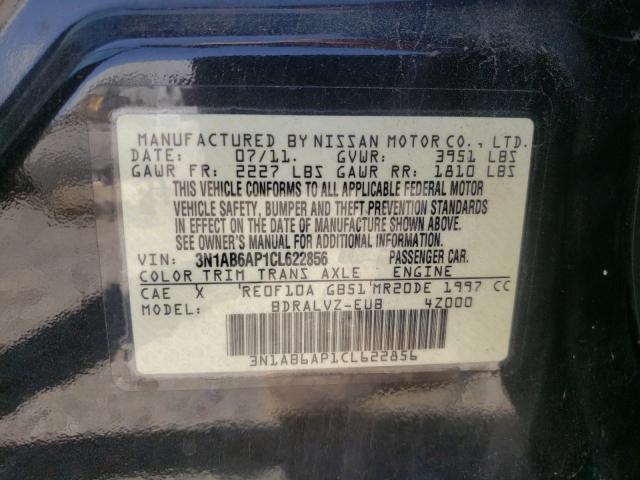 MANUFACTURED BY NISSAN MOTOR CO., LTD.
DATE: 07/11. GVWR: 3951 LBS
GAWR FR: 2227 LBS GAWR RR: 1810 LBS
THIS VEHICLE CONFORMS TO ALL APPLICABLE FEDERAL MOTOR
VEHICLE SAFETY, BUMPER AND THEFT PREVENTION STANDARDS
IN EFFECT ON THE DATE OF MANUFACTURE SHOWN ABOVE.
SEE OWNER'S MANUAL FOR ADDITIONAL INFORMATION.
VIN: 3N1AB6AP1CL622856 PASSENGER CAR.
COLOR TRIM TRANS AXLE ENGINE
CAE X 'RE0F10A GB51'MR20DE 1997 CC
MODEL: BDRALVZ-EUB 4Z000
3N1AB6AP1CL622856